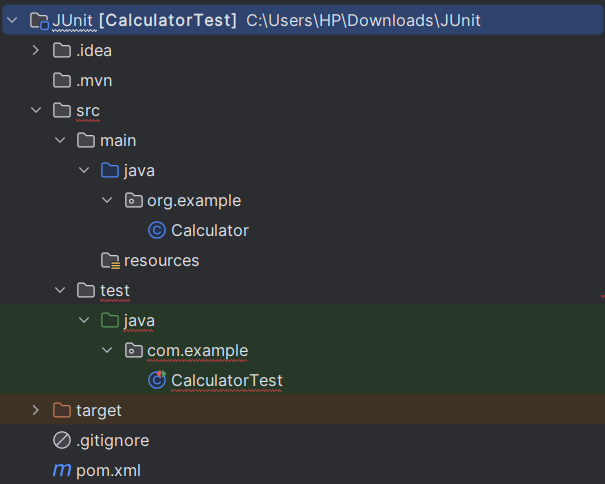 JUnit [CalculatorTest] C:\Users\HP\Downloads\JUnit
.idea
.mvn
src
main
java
org.example
Calculator
resources
test
java
com.example
CalculatorTest
target
.gitignore
pom.xml